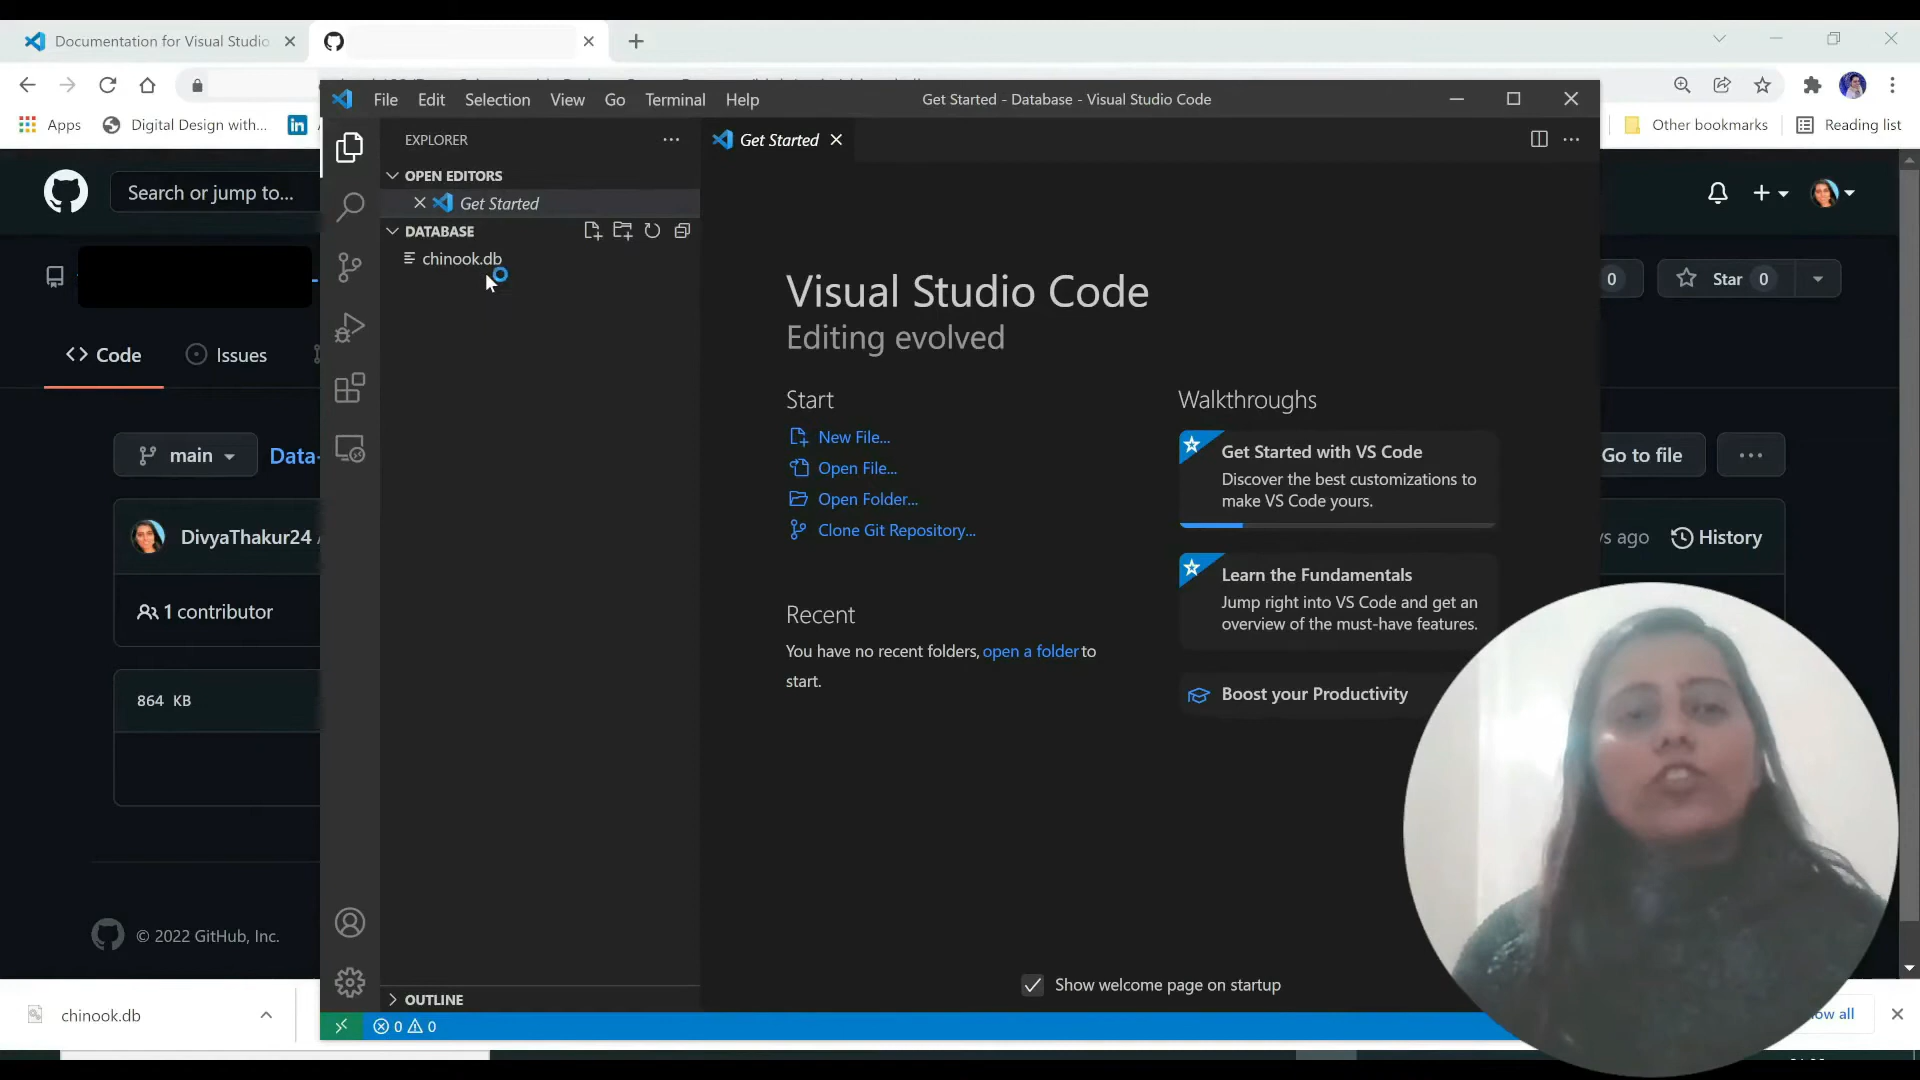 Documentation for Visual Studio
Apps
Digital Design with...
Other bookmarks
Reading list
File Edit Selection View Go Terminal Help
Get Started - Database - Visual Studio Code
EXPLORER
Get Started
OPEN EDITORS
Get Started
DATABASE
chinook.db
Search or jump to...
0
Star 0
Code
Issues
main
Data-
Go to file
DivyaThakur24
ago
History
1 contributor
864 KB
© 2022 GitHub, Inc.
Visual Studio Code
Editing evolved
Start
New File...
Open File...
Open Folder...
Clone Git Repository...
Recent
You have no recent folders, open a folder to
start.
Walkthroughs
Get Started with VS Code
Discover the best customizations to
make VS Code yours.
Learn the Fundamentals
Jump right into VS Code and get an
overview of the must-have features.
Boost your Productivity
Show welcome page on startup
OUTLINE
0 0
chinook.db
all